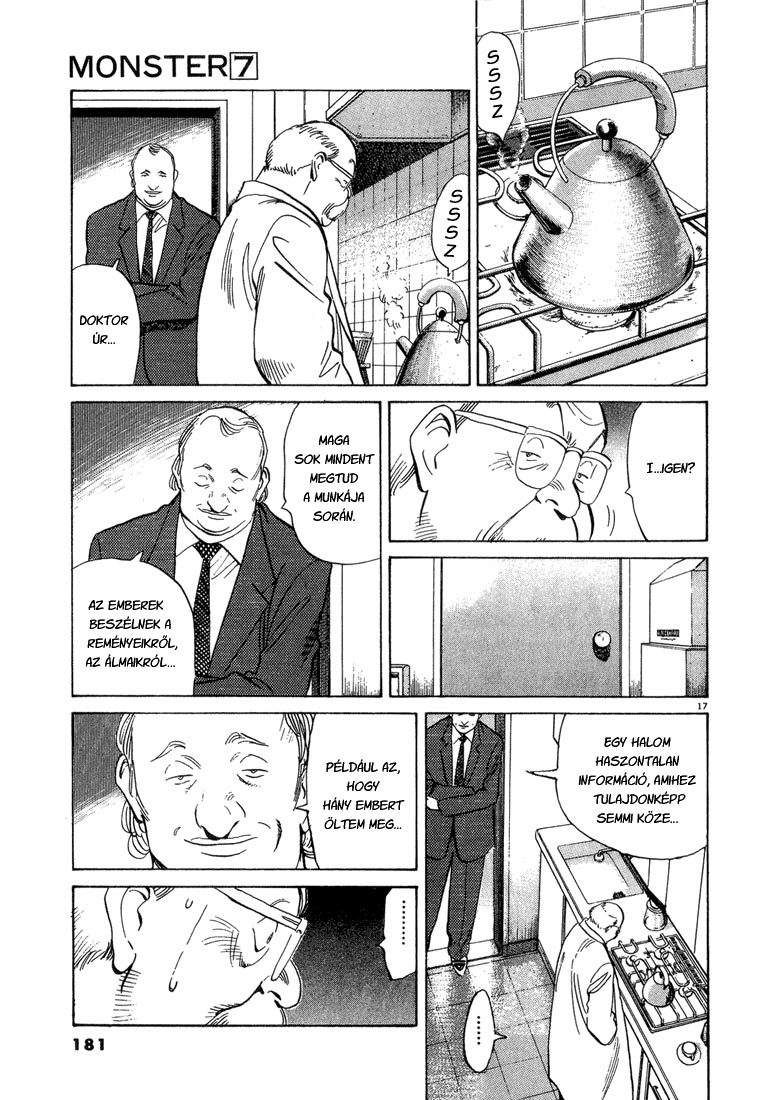 MONSTER 7
SSSZ
SSSZ
DOKTOR
ÚR...
I...IGEN?
MAGA
SOK MINDENT
MEGTUD
A MUNKÁJA
SORÁN.
AZ EMBEREK
BESZÉLNEK A
REMÉNYEIKRŐL,
AZ ÁLMAIKRÓL...
17
EGY HALOM
HASZONTALAN
INFORMÁCIÓ, AMIHEZ
TULAJDONKÉPP
SEMMI KÖZE...
PÉLDÁUL AZ,
HOGY
HÁNY EMBERT
ÖLTEM MEG...
........
........
181